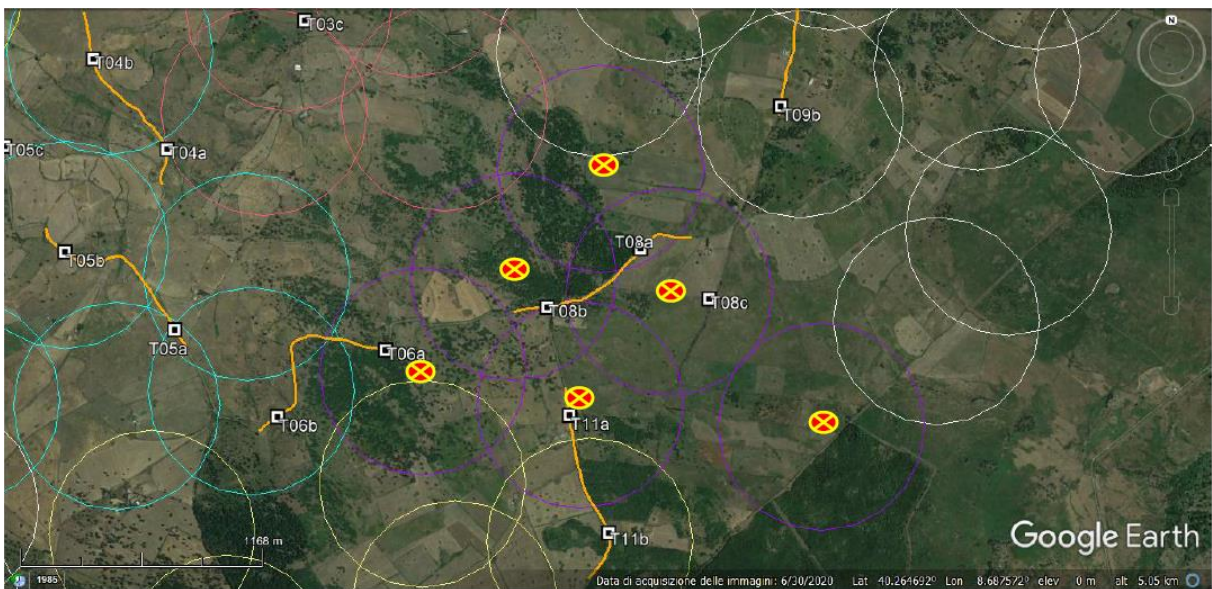 N
T03c
T04b
T09b
T05c
T04a
T08a
T05b
T08b
T08c
T05a
T06a
T06b
T11a
T11b
1168 m
Google Earth
1985
Data di acquisizione delle immagini: 6/30/2020 Lat 40.264692° Lon 8.687572° elev 0 m alt 5.05 km